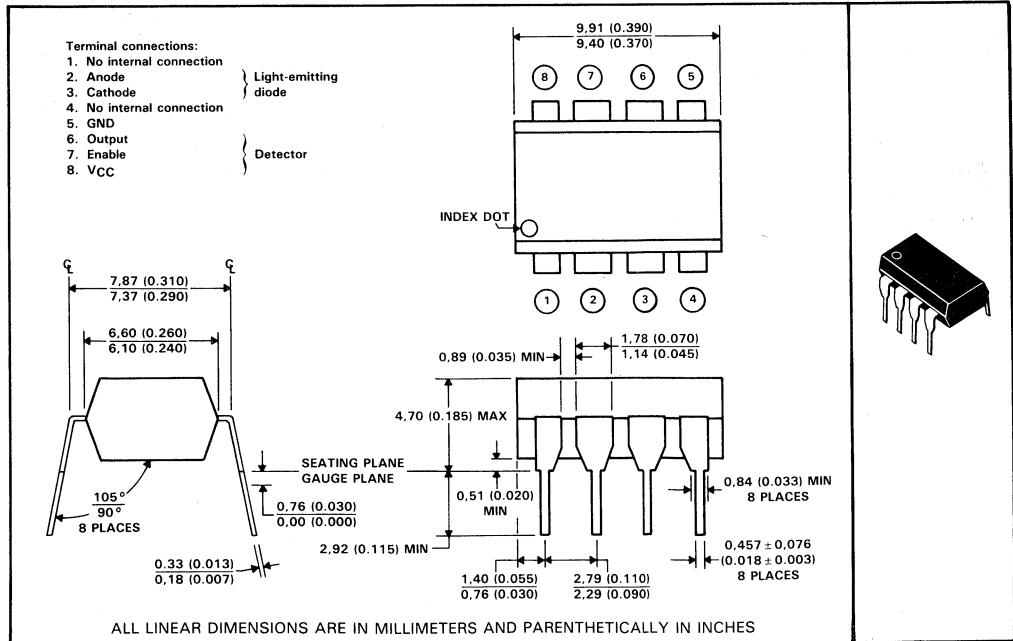 Terminal connections:
1. No internal connection
2. Anode
3. Cathode
} Light-emitting
diode
4. No internal connection
5. GND
6. Output
7. Enable
8. VCC
} Detector
9,91 (0.390)
9,40 (0.370)
8 7 6 5
INDEX DOT
1 2 3 4
℄ ℄
7,87 (0.310)
7,37 (0.290)
6,60 (0.260)
6,10 (0.240)
105°
90°
8 PLACES
0.33 (0.013)
0,18 (0.007)
SEATING PLANE
GAUGE PLANE
0,76 (0.030)
0,00 (0.000)
0,89 (0.035) MIN
1,78 (0.070)
1,14 (0.045)
4,70 (0.185) MAX
0,51 (0.020)
MIN
2,92 (0.115) MIN
0,84 (0.033) MIN
8 PLACES
0,457 ± 0,076
(0.018 ± 0.003)
8 PLACES
1,40 (0.055)
0,76 (0.030)
2,79 (0.110)
2,29 (0.090)
ALL LINEAR DIMENSIONS ARE IN MILLIMETERS AND PARENTHETICALLY IN INCHES